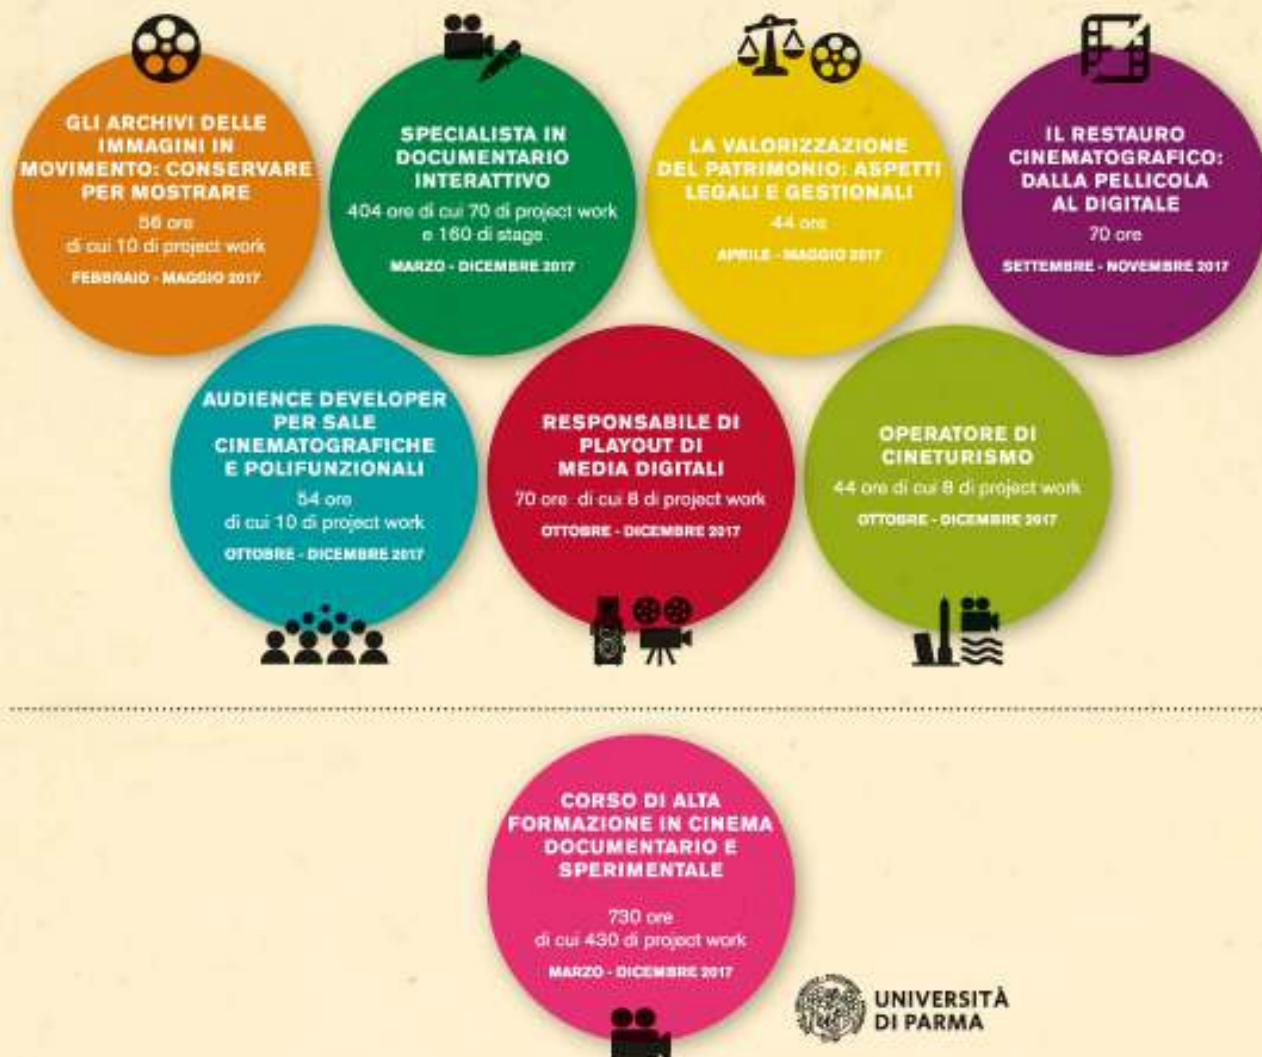 GLI ARCHIVI DELLE
IMMAGINI IN
MOVIMENTO: CONSERVARE
PER MOSTRARE
56 ore
di cui 10 di project work
FEBBRAIO - MAGGIO 2017
SPECIALISTA IN
DOCUMENTARIO
INTERATTIVO
404 ore di cui 70 di project work
e 160 di stage
MARZO - DICEMBRE 2017
LA VALORIZZAZIONE
DEL PATRIMONIO: ASPETTI
LEGALI E GESTIONALI
44 ore
APRILE - MAGGIO 2017
IL RESTAURO
CINEMATOGRAFICO:
DALLA PELLICOLA
AL DIGITALE
70 ore
SETTEMBRE - NOVEMBRE 2017
AUDIENCE DEVELOPER
PER SALE
CINEMATOGRAFICHE
E POLIFUNZIONALI
54 ore
di cui 10 di project work
OTTOBRE - DICEMBRE 2017
RESPONSABILE DI
PLAYOUT DI
MEDIA DIGITALI
70 ore di cui 8 di project work
OTTOBRE - DICEMBRE 2017
OPERATORE DI
CINETURISMO
44 ore di cui 8 di project work
OTTOBRE - DICEMBRE 2017
CORSO DI ALTA
FORMAZIONE IN CINEMA
DOCUMENTARIO E
SPERIMENTALE
730 ore
di cui 430 di project work
MARZO - DICEMBRE 2017
UNIVERSITÀ
DI PARMA